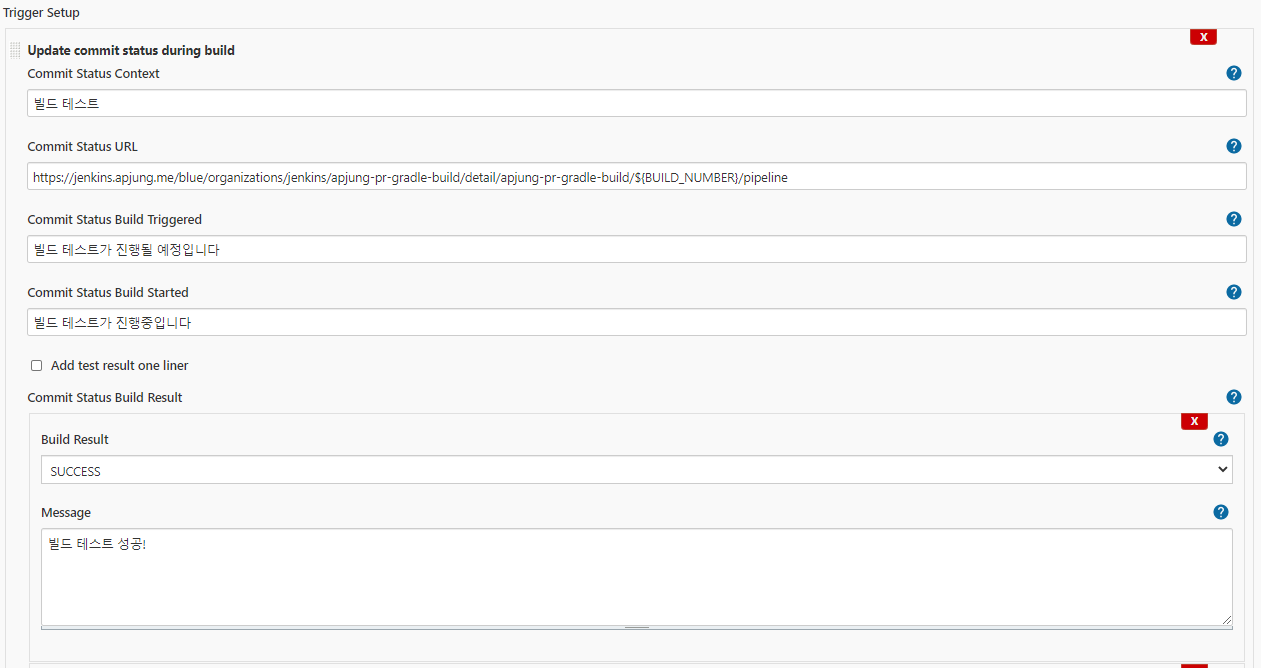 Trigger Setup
X
Update commit status during build
Commit Status Context
?
빌드 테스트
Commit Status URL
?
https://jenkins.apjung.me/blue/organizations/jenkins/apjung-pr-gradle-build/detail/apjung-pr-gradle-build/${BUILD_NUMBER}/pipeline
Commit Status Build Triggered
?
빌드 테스트가 진행될 예정입니다
Commit Status Build Started
?
빌드 테스트가 진행중입니다
Add test result one liner
Commit Status Build Result
?
X
Build Result
?
SUCCESS
Message
?
빌드 테스트 성공!